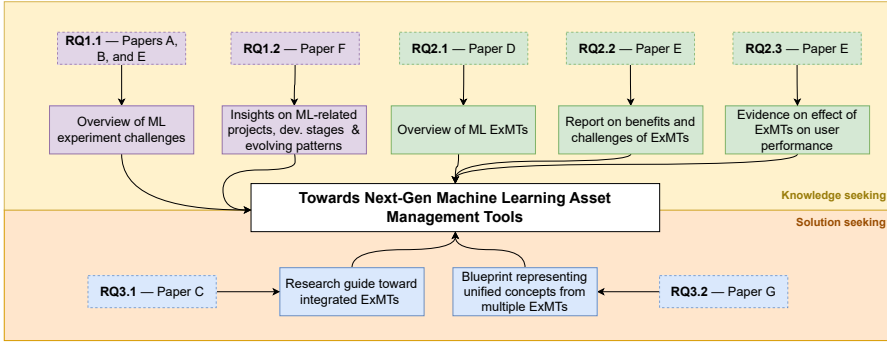 RQ1.1 — Papers A,
B, and E
RQ1.2 — Paper F
RQ2.1 — Paper D
RQ2.2 — Paper E
RQ2.3 — Paper E
Overview of ML
experiment challenges
Insights on ML-related
projects, dev. stages &
evolving patterns
Overview of ML ExMTs
Report on benefits and
challenges of ExMTs
Evidence on effect of
ExMTs on user
performance
Towards Next-Gen Machine Learning Asset
Management Tools
Knowledge seeking
Solution seeking
RQ3.1 — Paper C
Research guide toward
integrated ExMTs
Blueprint representing
unified concepts from
multiple ExMTs
RQ3.2 — Paper G